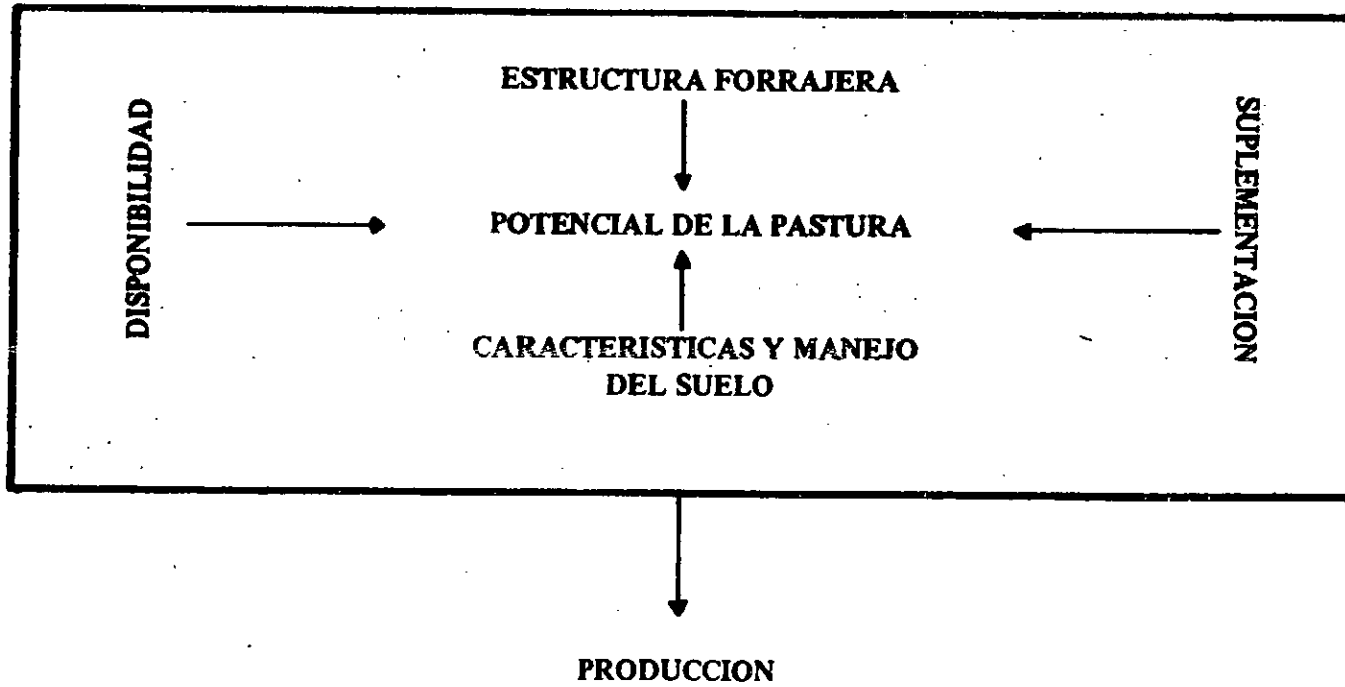 ESTRUCTURA FORRAJERA
DISPONIBILIDAD
POTENCIAL DE LA PASTURA
SUPLEMENTACION
CARACTERISTICAS Y MANEJO
DEL SUELO
PRODUCCION